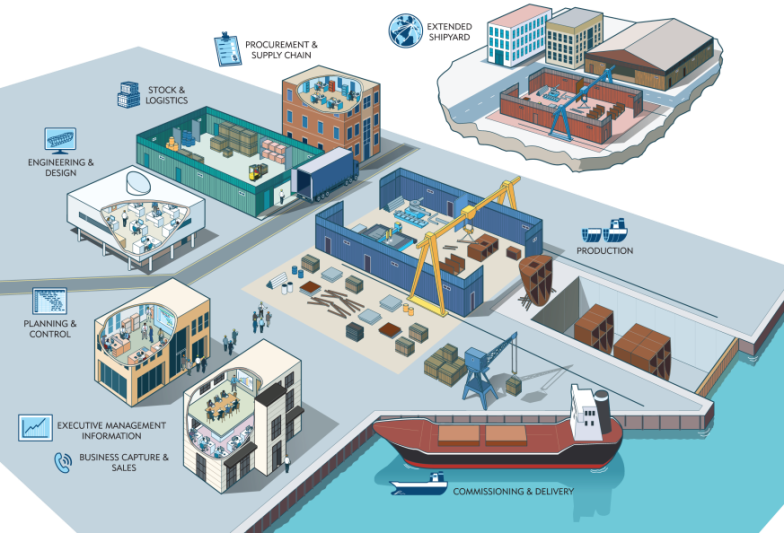 EXTENDED
SHIPYARD
PROCUREMENT &
SUPPLY CHAIN
STOCK &
LOGISTICS
ENGINEERING &
DESIGN
PRODUCTION
PLANNING &
CONTROL
EXECUTIVE MANAGEMENT
INFORMATION
BUSINESS CAPTURE &
SALES
COMMISSIONING & DELIVERY